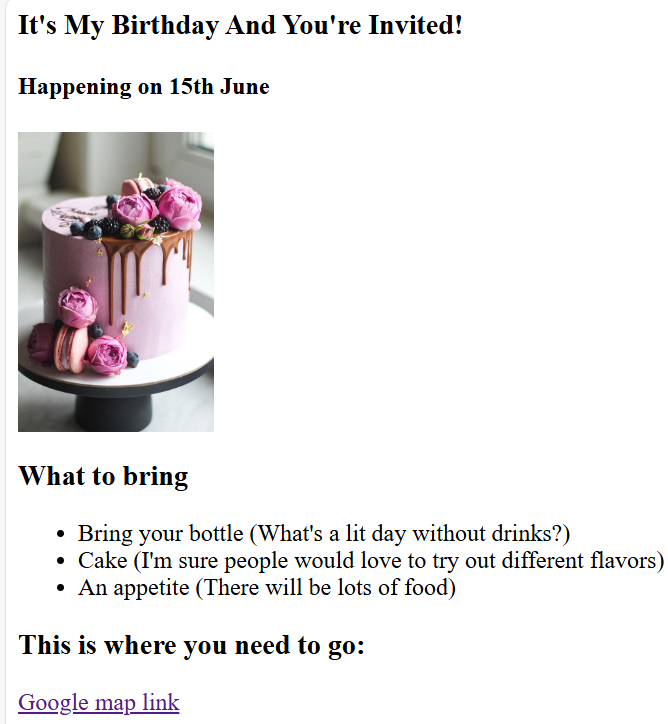 It's My Birthday And You're Invited!
Happening on 15th June
What to bring
Bring your bottle (What's a lit day without drinks?)
Cake (I'm sure people would love to try out different flavors)
An appetite (There will be lots of food)
This is where you need to go:
Google map link